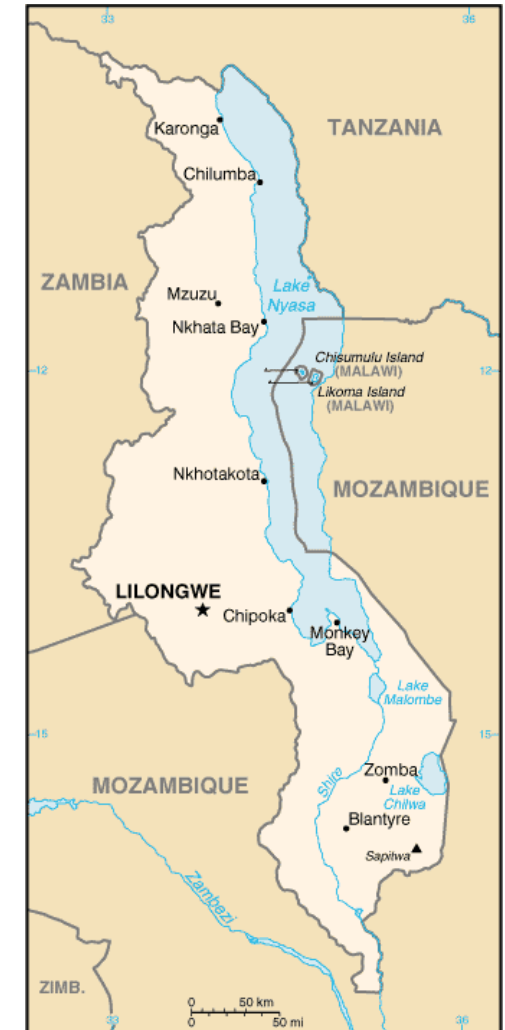 33
36
TANZANIA
Karonga
Chilumba
ZAMBIA
Lake
Nyasa
Mzuzu
Nkhata Bay
Chisumulu Island
(MALAWI)
12
12
Likoma Island
(MALAWI)
Nkhotakota
MOZAMBIQUE
LILONGWE
Chipoka
Monkey
Bay
Lake
Malombe
15
15
Zomba
Shire
MOZAMBIQUE
Lake
Chilwa
Blantyre
Sapitwa
Zambezi
ZIMB.
0 50 km
0 50 mi
33
36